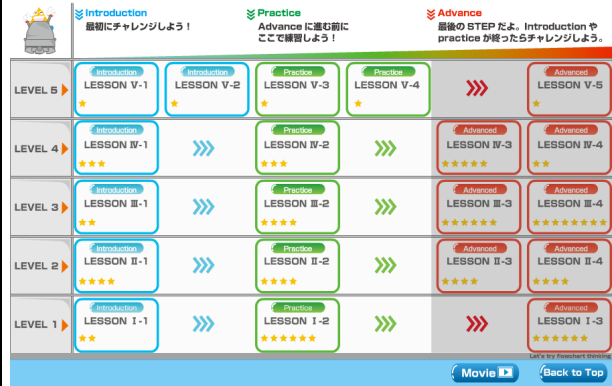 Introduction
最初にチャレンジしよう！
Practice
Advance に進む前に
ここで練習しよう！
Advance
最後の STEP だよ。Introduction や
practice が終ったらチャレンジしよう。
LEVEL 5
Introduction
LESSON Ⅴ-1
Introduction
LESSON Ⅴ-2
Practice
LESSON Ⅴ-3
Practice
LESSON Ⅴ-4
Advanced
LESSON Ⅴ-5
LEVEL 4
Introduction
LESSON Ⅳ-1
Practice
LESSON Ⅳ-2
Advanced
LESSON Ⅳ-3
Advanced
LESSON Ⅳ-4
LEVEL 3
Introduction
LESSON Ⅲ-1
Practice
LESSON Ⅲ-2
Advanced
LESSON Ⅲ-3
Advanced
LESSON Ⅲ-4
LEVEL 2
Introduction
LESSON Ⅱ-1
Practice
LESSON Ⅱ-2
Advanced
LESSON Ⅱ-3
Advanced
LESSON Ⅱ-4
LEVEL 1
Introduction
LESSON Ⅰ-1
Practice
LESSON Ⅰ-2
Advanced
LESSON Ⅰ-3
Let's try flowchart thinking
Movie
Back to Top